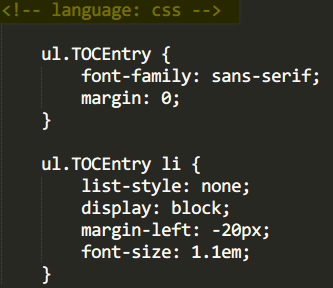 <!-- language: css -->
ul.TOCEntry {
font-family: sans-serif;
margin: 0;
}
ul.TOCEntry li {
list-style: none;
display: block;
margin-left: -20px;
font-size: 1.1em;
}